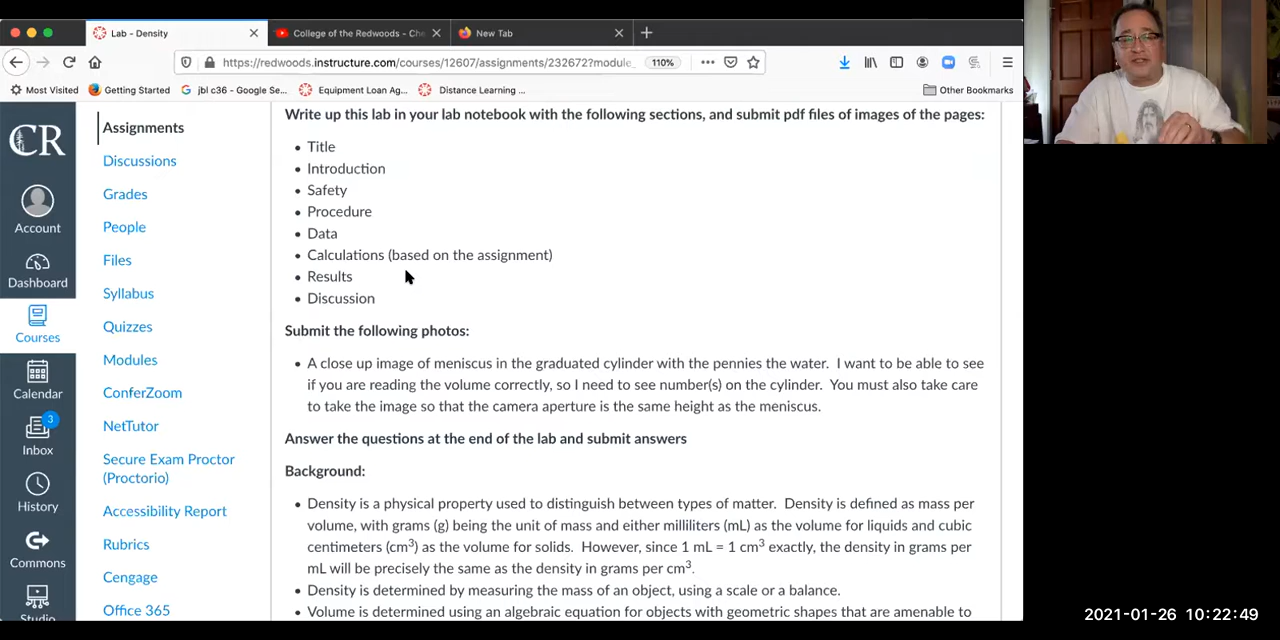 Lab - Density
College of the Redwoods - Che
New Tab
https://redwoods.instructure.com/courses/12607/assignments/232672?module_
110%
Most Visited
Getting Started
jbl c36 - Google Se...
Equipment Loan Ag...
Distance Learning ...
Other Bookmarks
CR
Account
Dashboard
Courses
Calendar
3
Inbox
History
Commons
Studio
Assignments
Discussions
Grades
People
Files
Syllabus
Quizzes
Modules
ConferZoom
NetTutor
Secure Exam Proctor
(Proctorio)
Accessibility Report
Rubrics
Cengage
Office 365
Write up this lab in your lab notebook with the following sections, and submit pdf files of images of the pages:
• Title
• Introduction
• Safety
• Procedure
• Data
• Calculations (based on the assignment)
• Results
• Discussion
Submit the following photos:
• A close up image of meniscus in the graduated cylinder with the pennies the water. I want to be able to see
if you are reading the volume correctly, so I need to see number(s) on the cylinder. You must also take care
to take the image so that the camera aperture is the same height as the meniscus.
Answer the questions at the end of the lab and submit answers
Background:
• Density is a physical property used to distinguish between types of matter. Density is defined as mass per
volume, with grams (g) being the unit of mass and either milliliters (mL) as the volume for liquids and cubic
centimeters (cm³) as the volume for solids. However, since 1 mL = 1 cm³ exactly, the density in grams per
mL will be precisely the same as the density in grams per cm³.
• Density is determined by measuring the mass of an object, using a scale or a balance.
• Volume is determined using an algebraic equation for objects with geometric shapes that are amenable to
2021-01-26 10:22:49